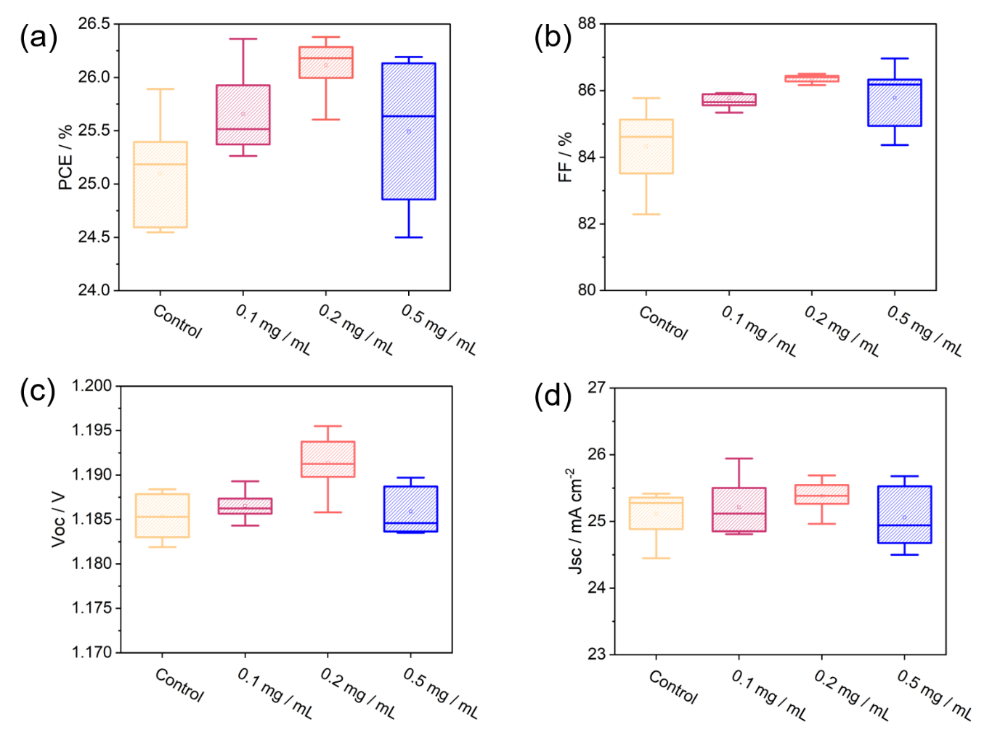 (a)
PCE / %
26.5
26.0
25.5
25.0
24.5
24.0
Control
0.1 mg / mL
0.2 mg / mL
0.5 mg / mL
(b)
FF / %
88
86
84
82
80
Control
0.1 mg / mL
0.2 mg / mL
0.5 mg / mL
(c)
Voc / V
1.200
1.195
1.190
1.185
1.180
1.175
1.170
Control
0.1 mg / mL
0.2 mg / mL
0.5 mg / mL
(d)
Jsc / mA cm⁻²
27
26
25
24
23
Control
0.1 mg / mL
0.2 mg / mL
0.5 mg / mL